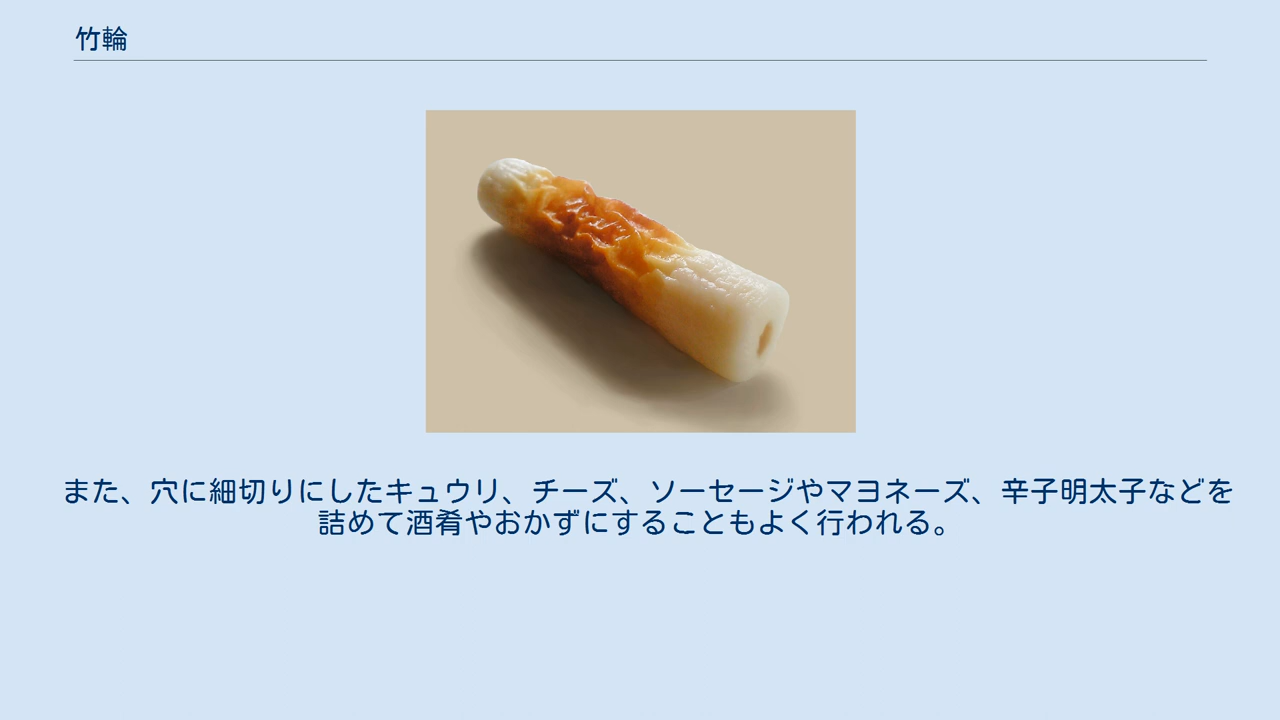 竹輪
また、穴に細切りにしたキュウリ、チーズ、ソーセージやマヨネーズ、辛子明太子などを
詰めて酒肴やおかずにすることもよく行われる。